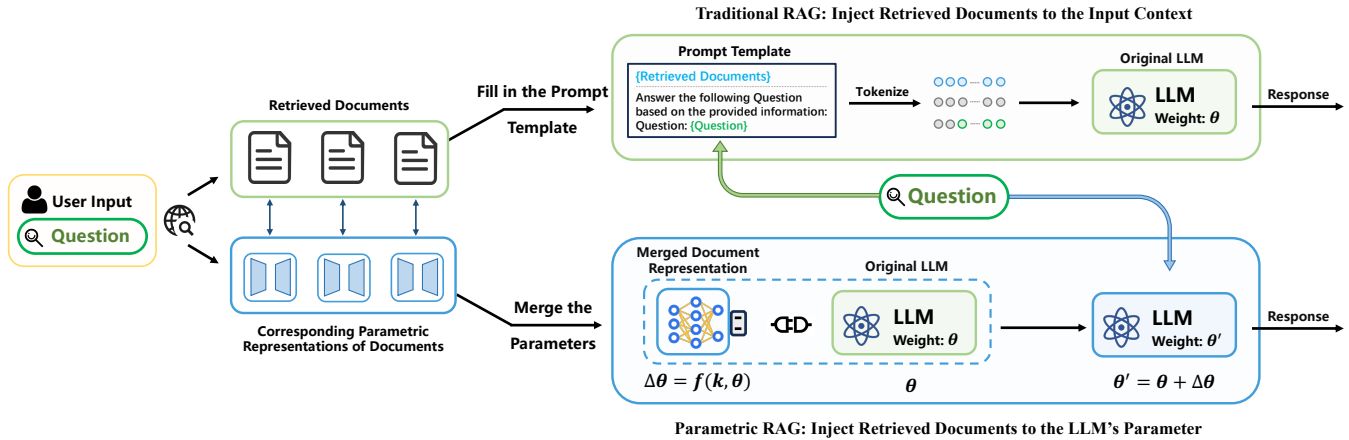 Traditional RAG: Inject Retrieved Documents to the Input Context
User Input
Question
Retrieved Documents
Corresponding Parametric
Representations of Documents
Fill in the Prompt
Template
Prompt Template
{Retrieved Documents}
Answer the following Question
based on the provided information:
Question: {Question}
Tokenize
Original LLM
LLM
Weight: θ
Response
Question
Merge the
Parameters
Merged Document
Representation
Δθ = f(k, θ)
Original LLM
LLM
Weight: θ
θ
LLM
Weight: θ′
θ′ = θ + Δθ
Response
Parametric RAG: Inject Retrieved Documents to the LLM's Parameter